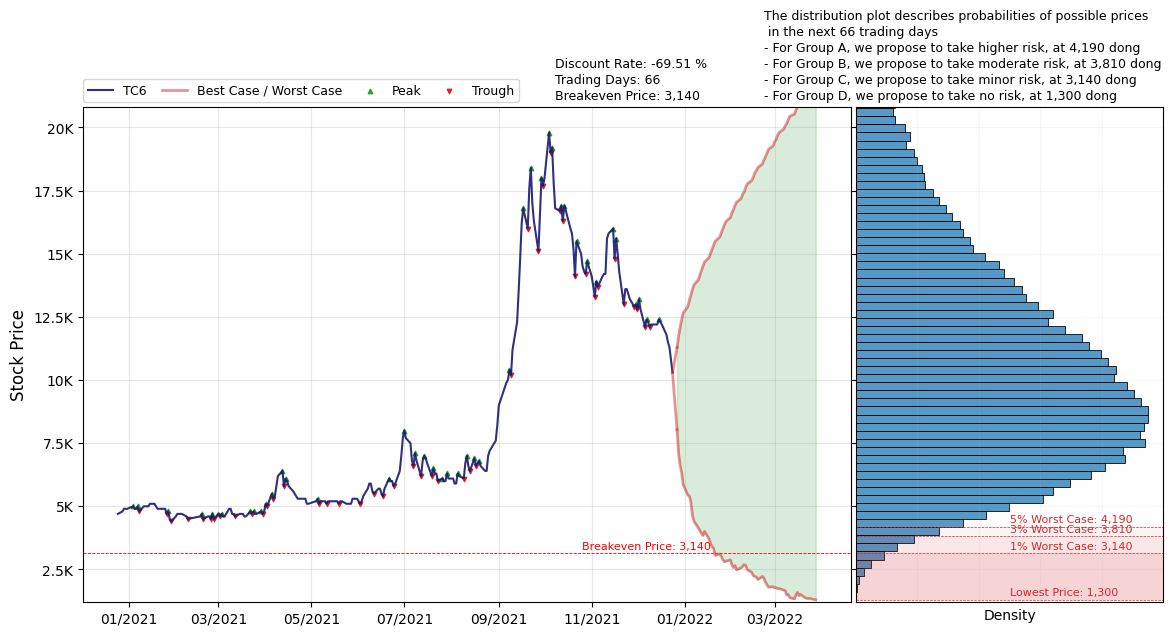 The distribution plot describes probabilities of possible prices
in the next 66 trading days
- For Group A, we propose to take higher risk, at 4,190 dong
- For Group B, we propose to take moderate risk, at 3,810 dong
- For Group C, we propose to take minor risk, at 3,140 dong
- For Group D, we propose to take no risk, at 1,300 dong
Discount Rate: -69.51 %
Trading Days: 66
Breakeven Price: 3,140
TC6
Best Case / Worst Case
Peak
Trough
Stock Price
20K
17.5K
15K
12.5K
10K
7.5K
5K
2.5K
Breakeven Price: 3,140
01/2021
03/2021
05/2021
07/2021
09/2021
11/2021
01/2022
03/2022
5% Worst Case: 4,190
3% Worst Case: 3,810
1% Worst Case: 3,140
Lowest Price: 1,300
Density